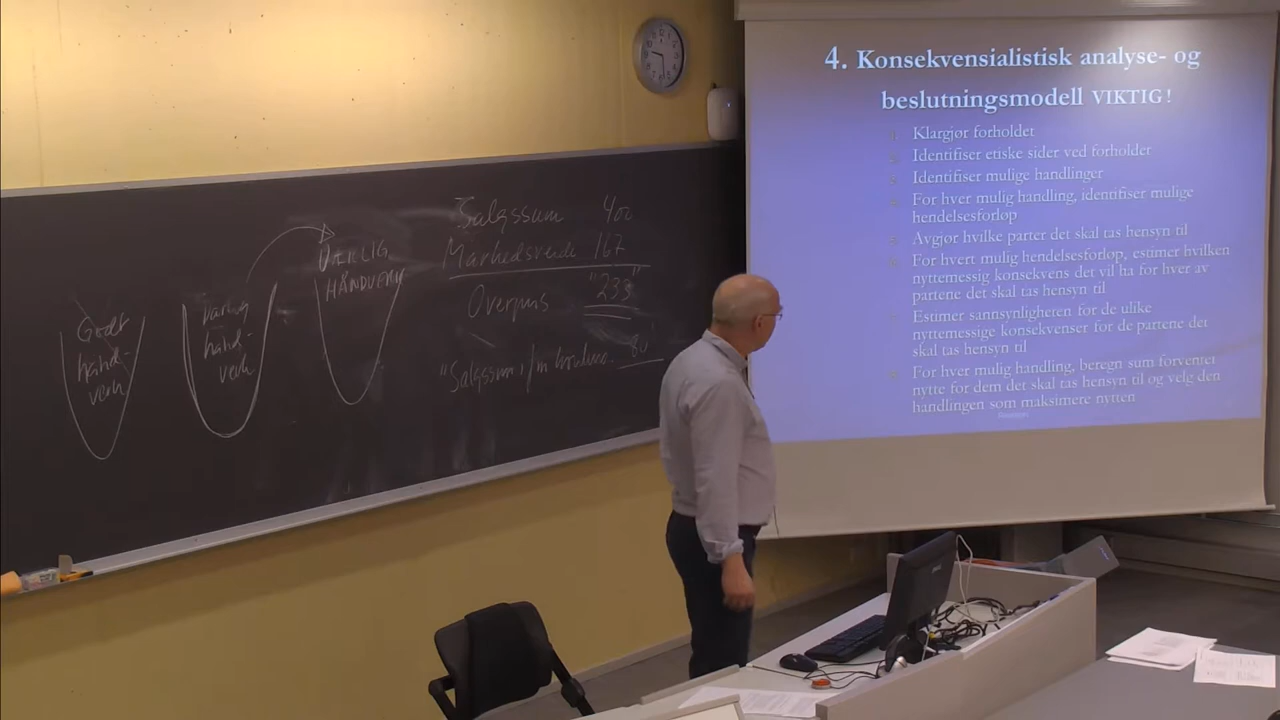 Godt
hånd-
verk
hånd-
verk
HÅNDVERK
Salgssum 400
Markedsverdi 167
Overpris "233"
"Salgssum
4. Konsekvensialistisk analyse- og
beslutningsmodell VIKTIG!
Klargjør forholdet
Identifiser etiske sider ved forholdet
Identifiser mulige handlinger
For hver mulig handling, identifiser mulige
hendelsesforløp
Avgjør hvilke parter det skal tas hensyn til
For hvert mulig hendelsesforløp, estimer hvilken
nyttemessig konsekvens det vil ha for hver av
partene det skal tas hensyn til
Estimer sannsynligheten for de ulike
nyttemessige konsekvenser for de partene det
skal tas hensyn til
For hver mulig handling, beregn sum forventet
nytte for dem det skal tas hensyn til og velg den
handlingen som maksimere nytten